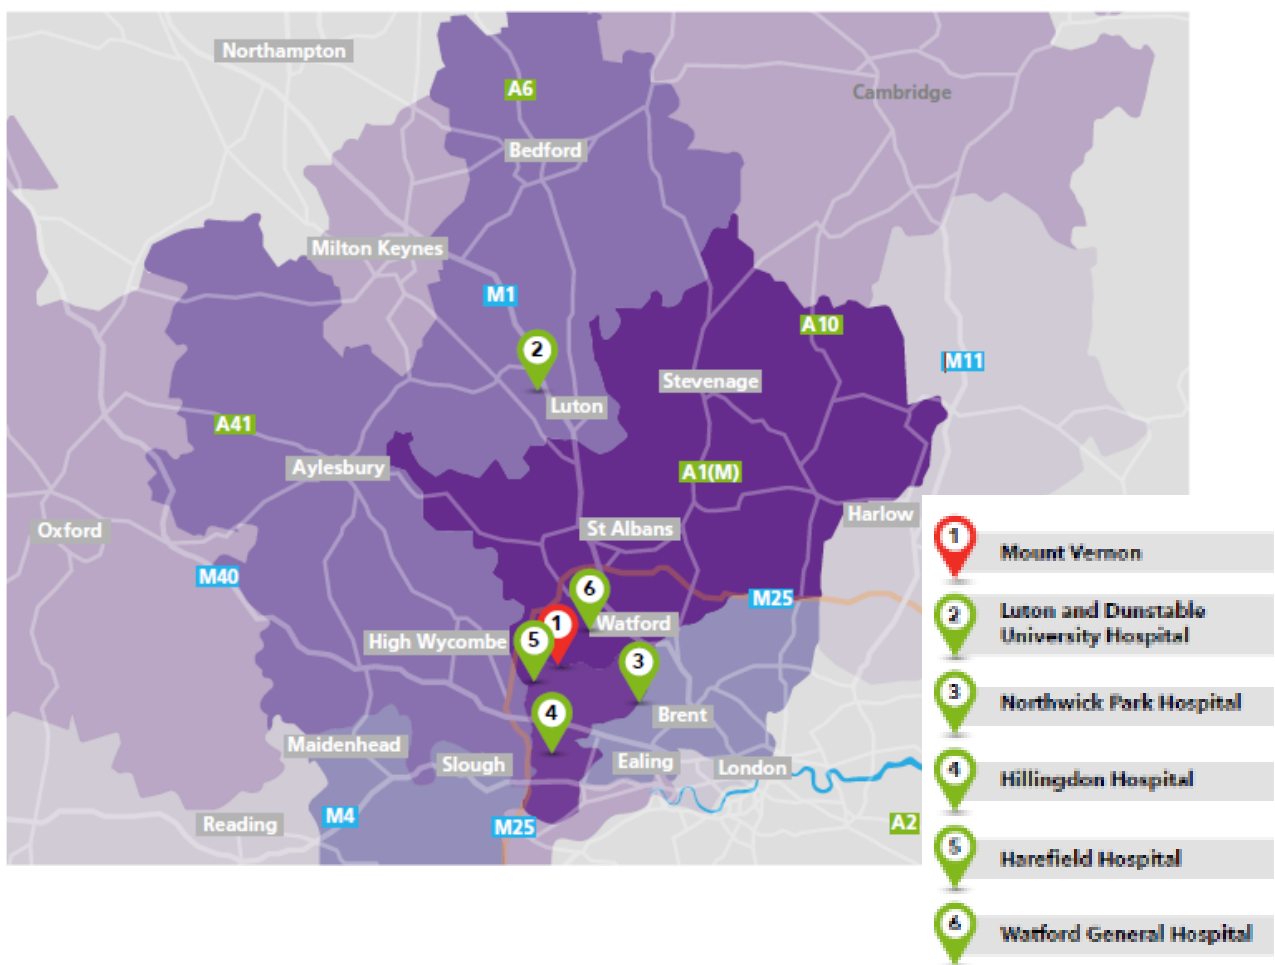 Northampton
A6
Cambridge
Bedford
Milton Keynes
M1
A10
2
M11
Stevenage
Luton
A41
Aylesbury
A1(M)
Harlow
Oxford
St Albans
M40
6
M25
1
Watford
High Wycombe
5
3
4
Brent
Maidenhead
Slough
Ealing
London
Reading
M4
M25
A2
1
Mount Vernon
2
Luton and Dunstable
University Hospital
3
Northwick Park Hospital
4
Hillingdon Hospital
5
Harefield Hospital
6
Watford General Hospital